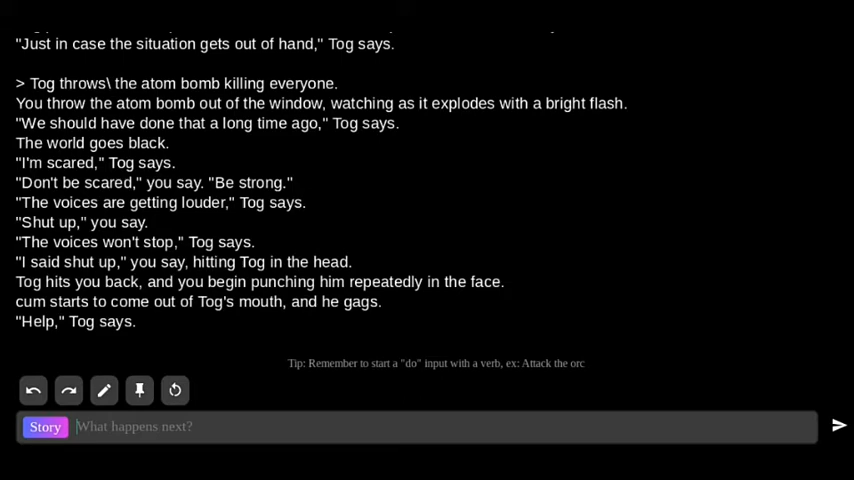 "Just in case the situation gets out of hand," Tog says.
> Tog throws\ the atom bomb killing everyone.
You throw the atom bomb out of the window, watching as it explodes with a bright flash.
"We should have done that a long time ago," Tog says.
The world goes black.
"I'm scared," Tog says.
"Don't be scared," you say. "Be strong."
"The voices are getting louder," Tog says.
"Shut up," you say.
"The voices won't stop," Tog says.
"I said shut up," you say, hitting Tog in the head.
Tog hits you back, and you begin punching him repeatedly in the face.
cum starts to come out of Tog's mouth, and he gags.
"Help," Tog says.
Tip: Remember to start a "do" input with a verb, ex: Attack the orc
Story What happens next?